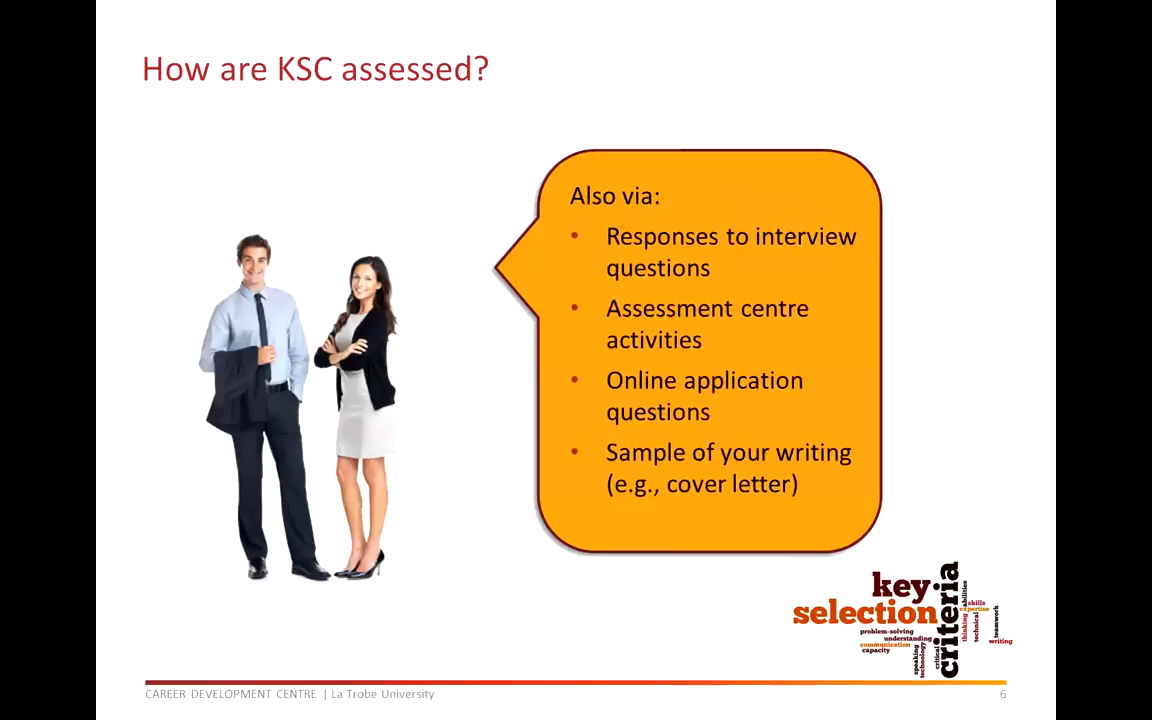 How are KSC assessed?
Also via:
• Responses to interview
questions
• Assessment centre
activities
• Online application
questions
• Sample of your writing
(e.g., cover letter)
key
selection
criteria
problem-solving
understanding
communication
capacity
speaking
technology
critical
thinking
abilities
skills
expertise
technical
teamwork
writing
CAREER DEVELOPMENT CENTRE | La Trobe University
6